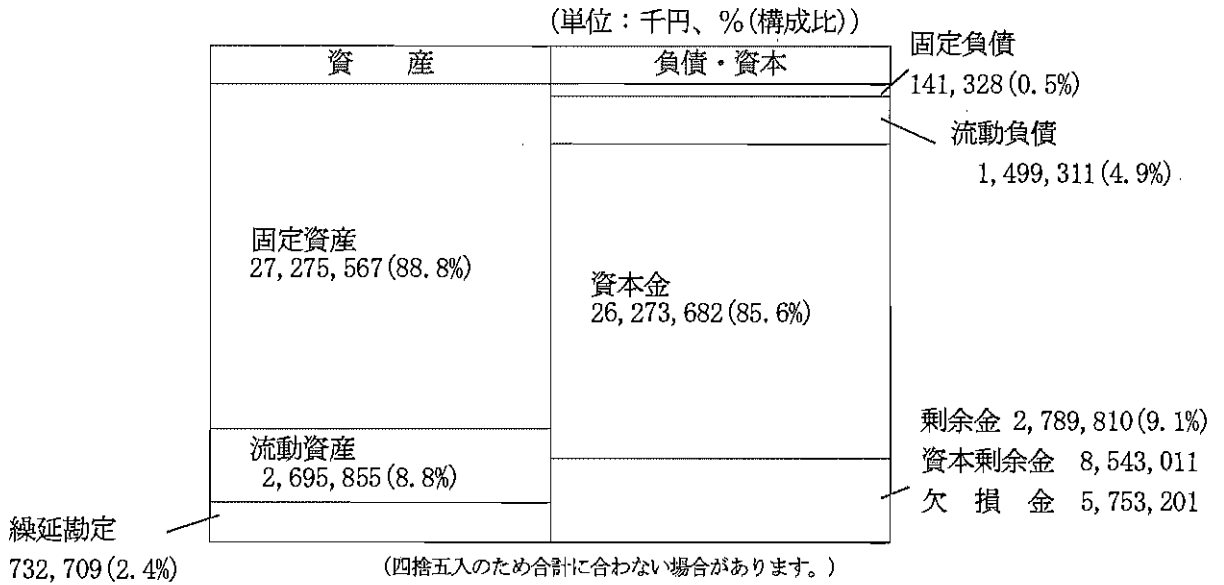 (単位：千円、％(構成比))
資　産
負債・資本
固定負債
141,328(0.5%)
流動負債
1,499,311(4.9%)
固定資産
27,275,567(88.8%)
資本金
26,273,682(85.6%)
流動資産
2,695,855(8.8%)
剰余金 2,789,810(9.1%)
資本剰余金 8,543,011
欠　損　金 5,753,201
繰延勘定
732,709(2.4%)
(四捨五入のため合計に合わない場合があります。)